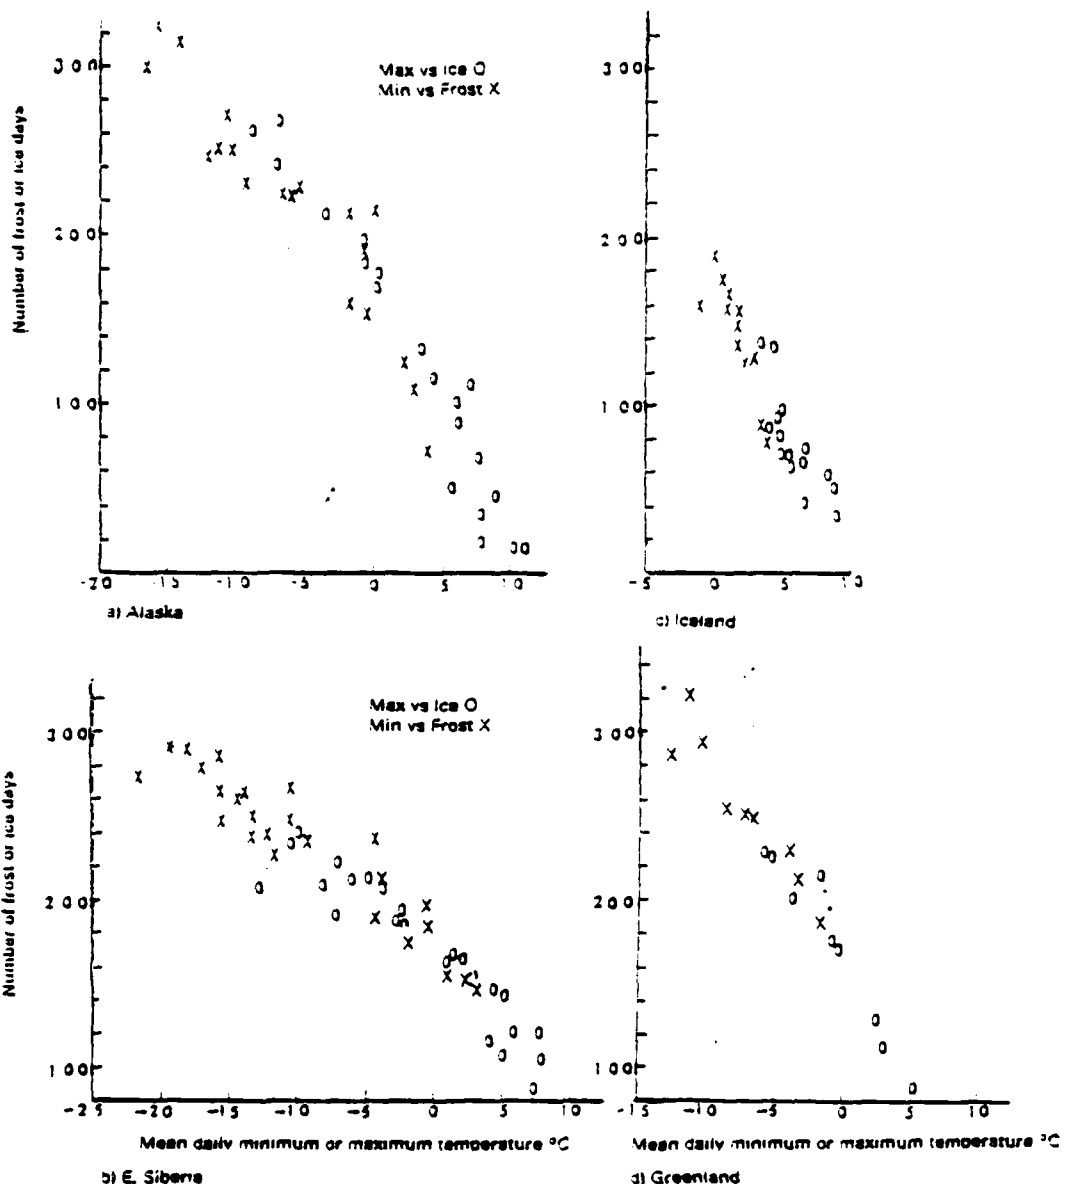 Number of frost or ice days
300
200
100
Max vs Ice O
Min vs Frost X
-20 -15 -10 -5 0 5 10
a) Alaska
300
200
100
-5 0 5 10
c) Iceland
Number of frost or ice days
300
200
100
Max vs Ice O
Min vs Frost X
-25 -20 -15 -10 -5 0 5 10
Mean daily minimum or maximum temperature °C
b) E. Siberia
300
200
100
-15 -10 -5 0 5 10
Mean daily minimum or maximum temperature °C
d) Greenland